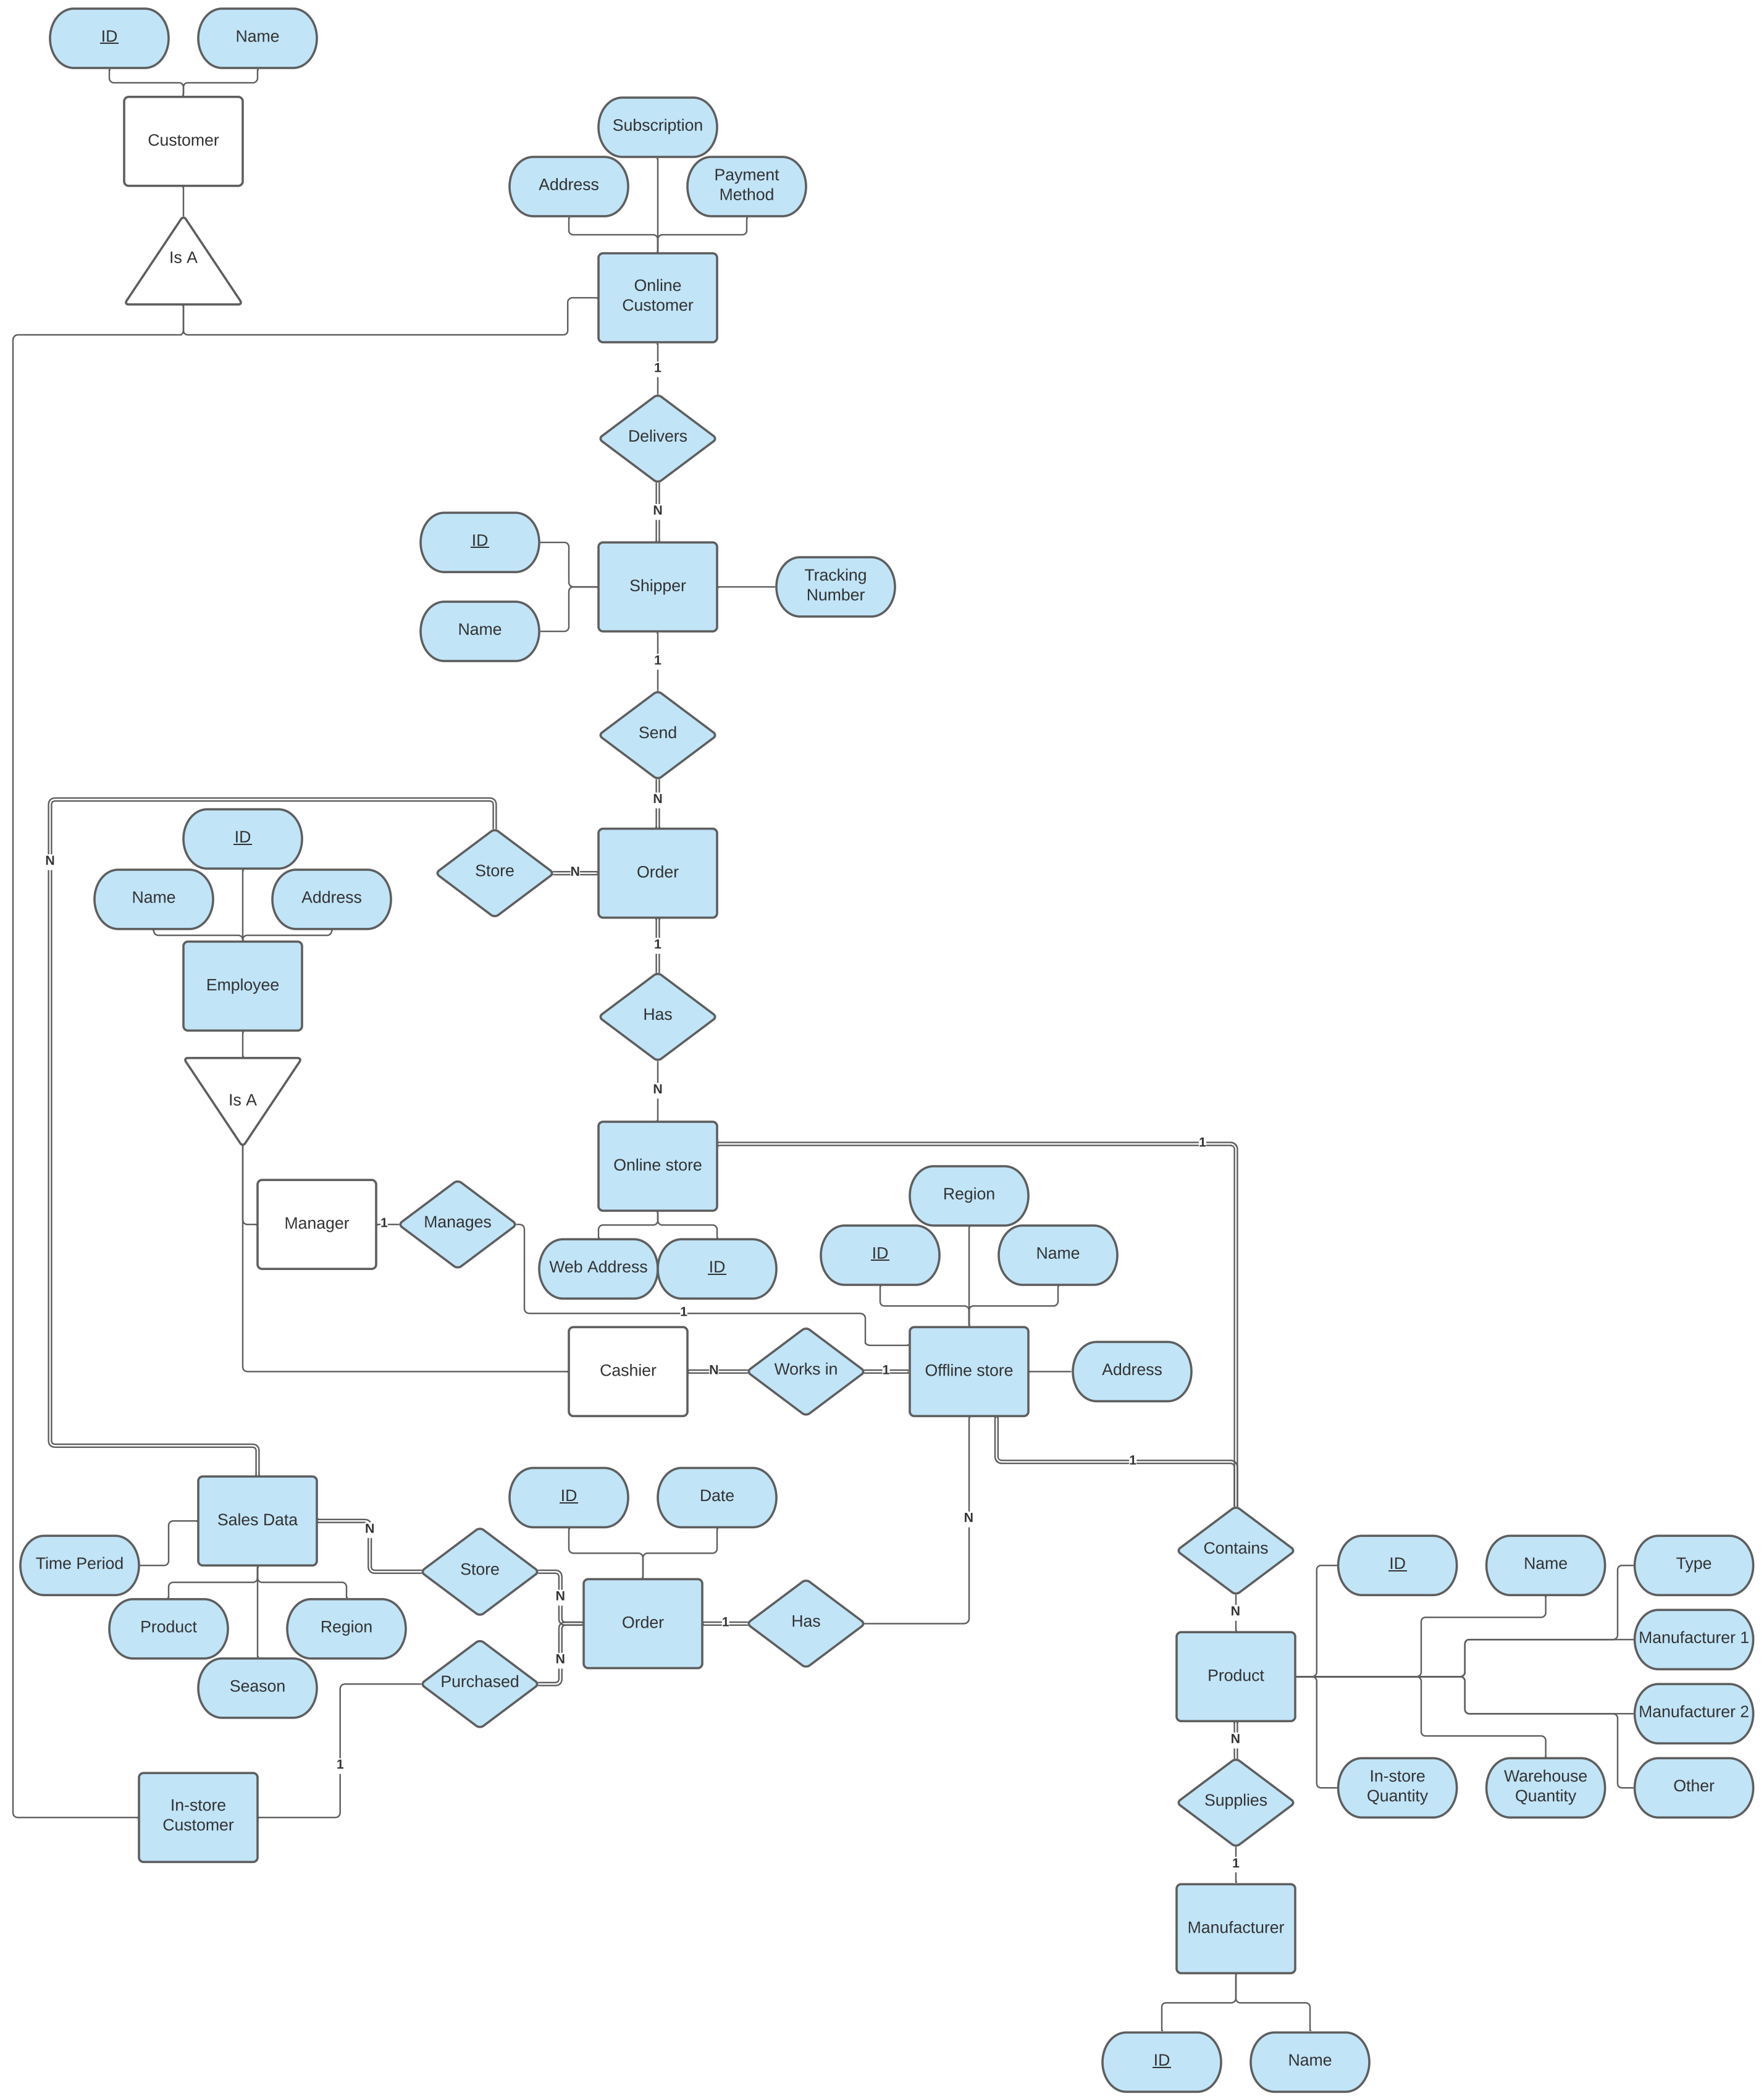 ID
Name
Customer
Is A
Subscription
Address
Payment
Method
Online
Customer
1
Delivers
N
ID
Name
Shipper
Tracking
Number
1
Send
N
Store
N
Order
N
ID
Name
Address
Employee
Is A
1
Has
N
Online store
1
Web Address
ID
Manager
1
Manages
1
Region
ID
Name
Cashier
N
Works in
1
Offline store
Address
1
N
Sales Data
N
Time Period
Product
Region
Season
Store
N
ID
Date
Order
1
Has
Purchased
N
1
In-store
Customer
Contains
N
Product
ID
Name
Type
Manufacturer 1
Manufacturer 2
In-store
Quantity
Warehouse
Quantity
Other
N
Supplies
1
Manufacturer
ID
Name